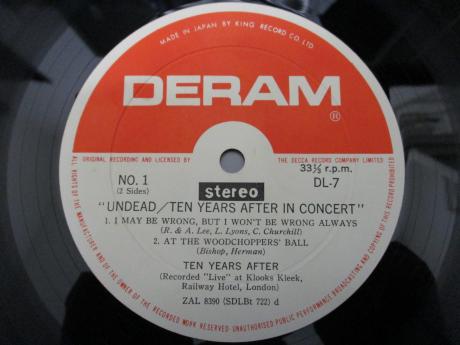 MADE IN JAPAN BY KING RECORD CO. LTD
DERAM
®
ORIGINAL RECORDING AND LICENSED BY THE DECCA RECORD COMPANY LIMITED
NO. 1
(2 Sides)
stereo
33⅓ r.p.m.
DL-7
"UNDEAD/TEN YEARS AFTER IN CONCERT"
1. I MAY BE WRONG, BUT I WON'T BE WRONG ALWAYS
(R. & A. Lee, L. Lyons, C. Churchill)
2. AT THE WOODCHOPPERS' BALL
(Bishop, Herman)
TEN YEARS AFTER
(Recorded "Live" at Klooks Kleek,
Railway Hotel, London)
ZAL 8390 (SDLBt 722) d
ALL RIGHTS OF THE MANUFACTURER AND OF THE OWNER OF THE RECORDED WORK RESERVED·UNAUTHORISED PUBLIC PERFORMANCE BROADCASTING AND COPYING OF THIS RECORD PROHIBITED